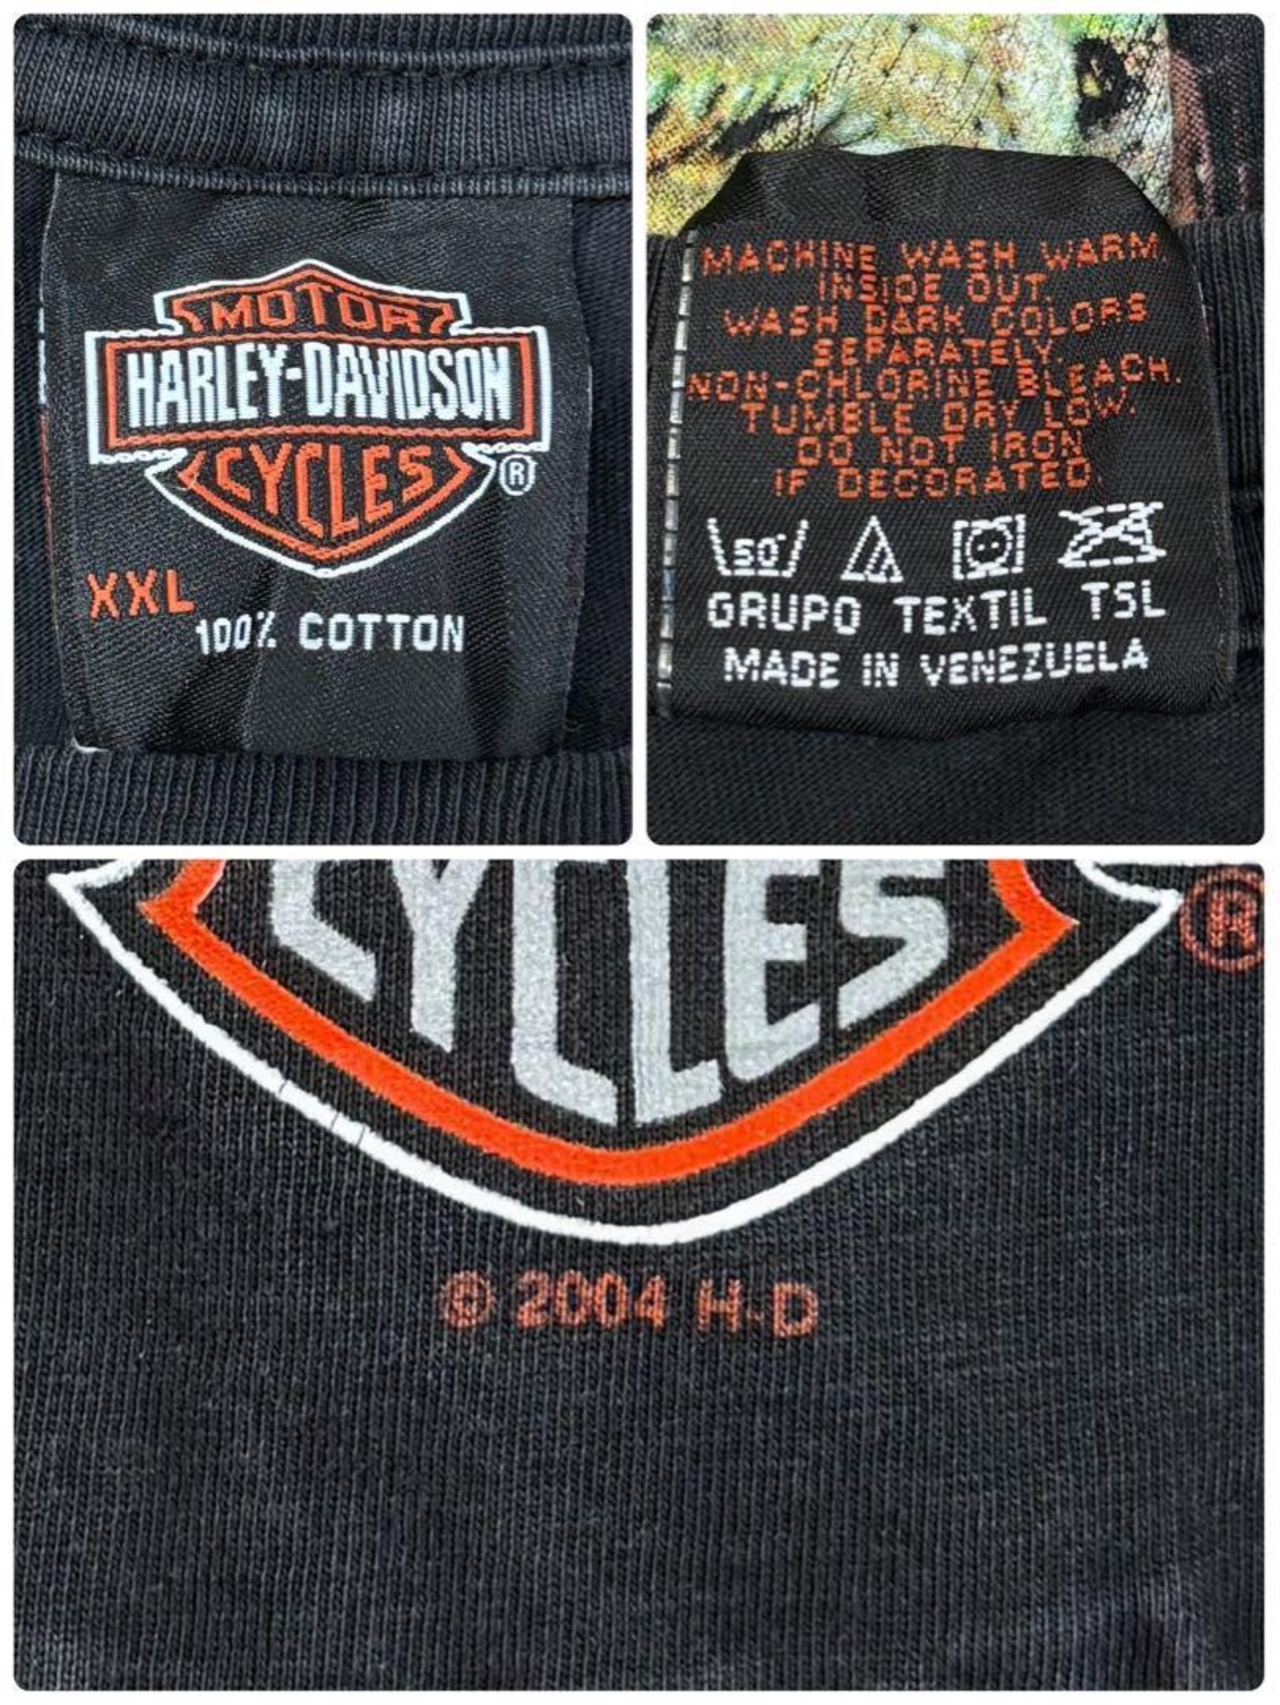 MOTOR
HARLEY-DAVIDSON
CYCLES
®
XXL
100% COTTON
MACHINE WASH WARM.
INSIDE OUT.
WASH DARK COLORS
SEPARATELY.
NON-CHLORINE BLEACH.
TUMBLE DRY LOW.
DO NOT IRON
IF DECORATED.
50°
GRUPO TEXTIL TSL
MADE IN VENEZUELA
CYCLES
®
© 2004 H-D